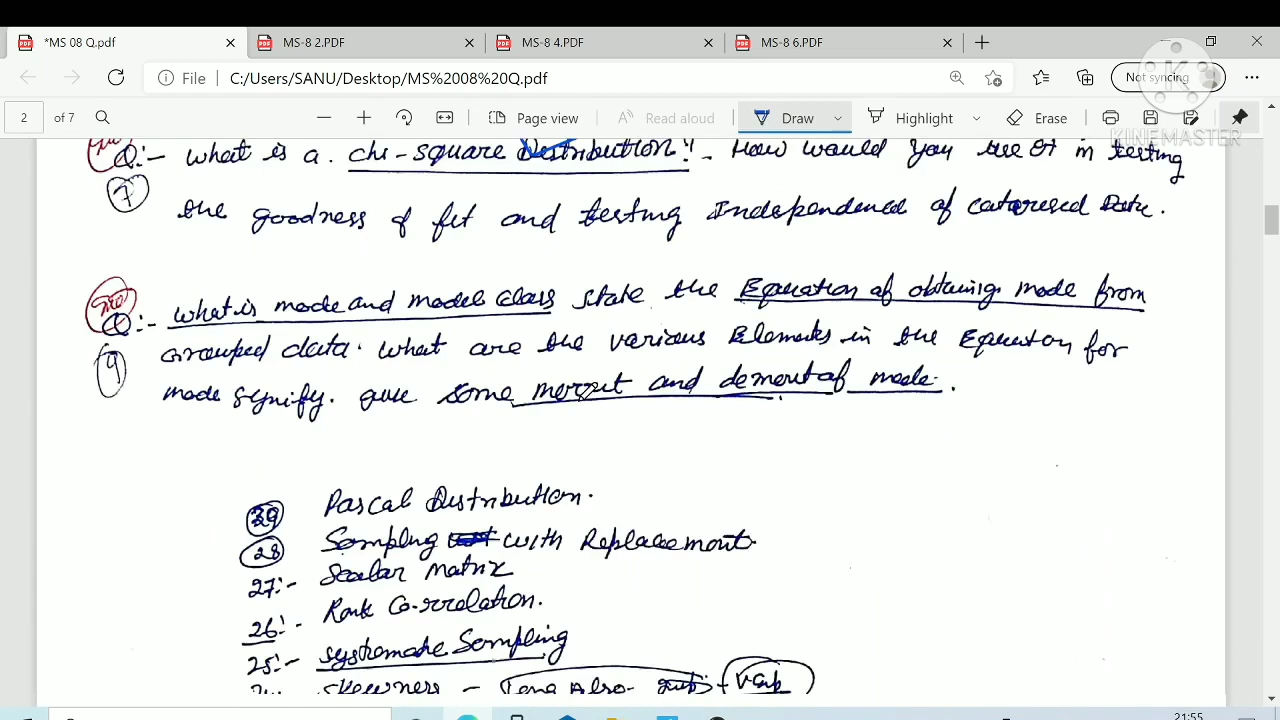 *MS 08 Q.pdf
MS-8 2.PDF
MS-8 4.PDF
MS-8 6.PDF
File C:/Users/SANU/Desktop/MS%2008%20Q.pdf
Not syncing
2 of 7
Page view
Read aloud
Draw
Highlight
Erase
KINEMASTER
Q:- what is a. chi-square Distribution!! - How would you use it in testing
7 the goodness of fit and testing Independence of Data.
Q:- what is mode and model class state the Equation of obtaining mode from
9 Grouped data. what are the various Elements in the Equation for
mode signify. give some merit and demerit of mode.
29 Pascal Distribution.
28 Sampling with Replacement
27:- Scalar Matrix
26:- Rank Co-rrelation.
25:- systematic Sampling
Skewness -
21:55